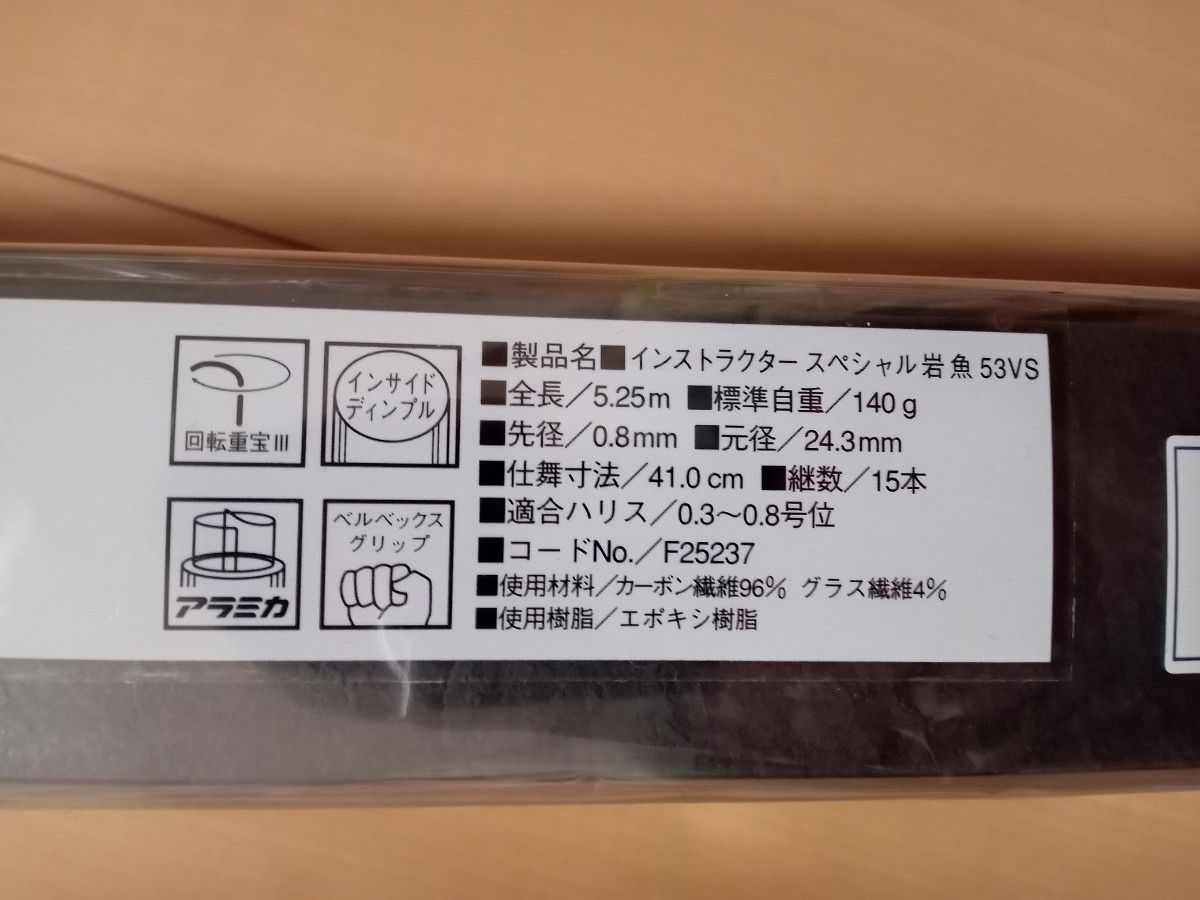 回転重宝III
インサイド
ディンプル
アラミカ
ベルベックス
グリップ
■製品名■インストラクター スペシャル岩魚 53VS
■全長／5.25m ■標準自重／140g
■先径／0.8mm ■元径／24.3mm
■仕舞寸法／41.0cm ■継数／15本
■適合ハリス／0.3〜0.8号位
■コードNo.／F25237
■使用材料／カーボン繊維96% グラス繊維4%
■使用樹脂／エポキシ樹脂